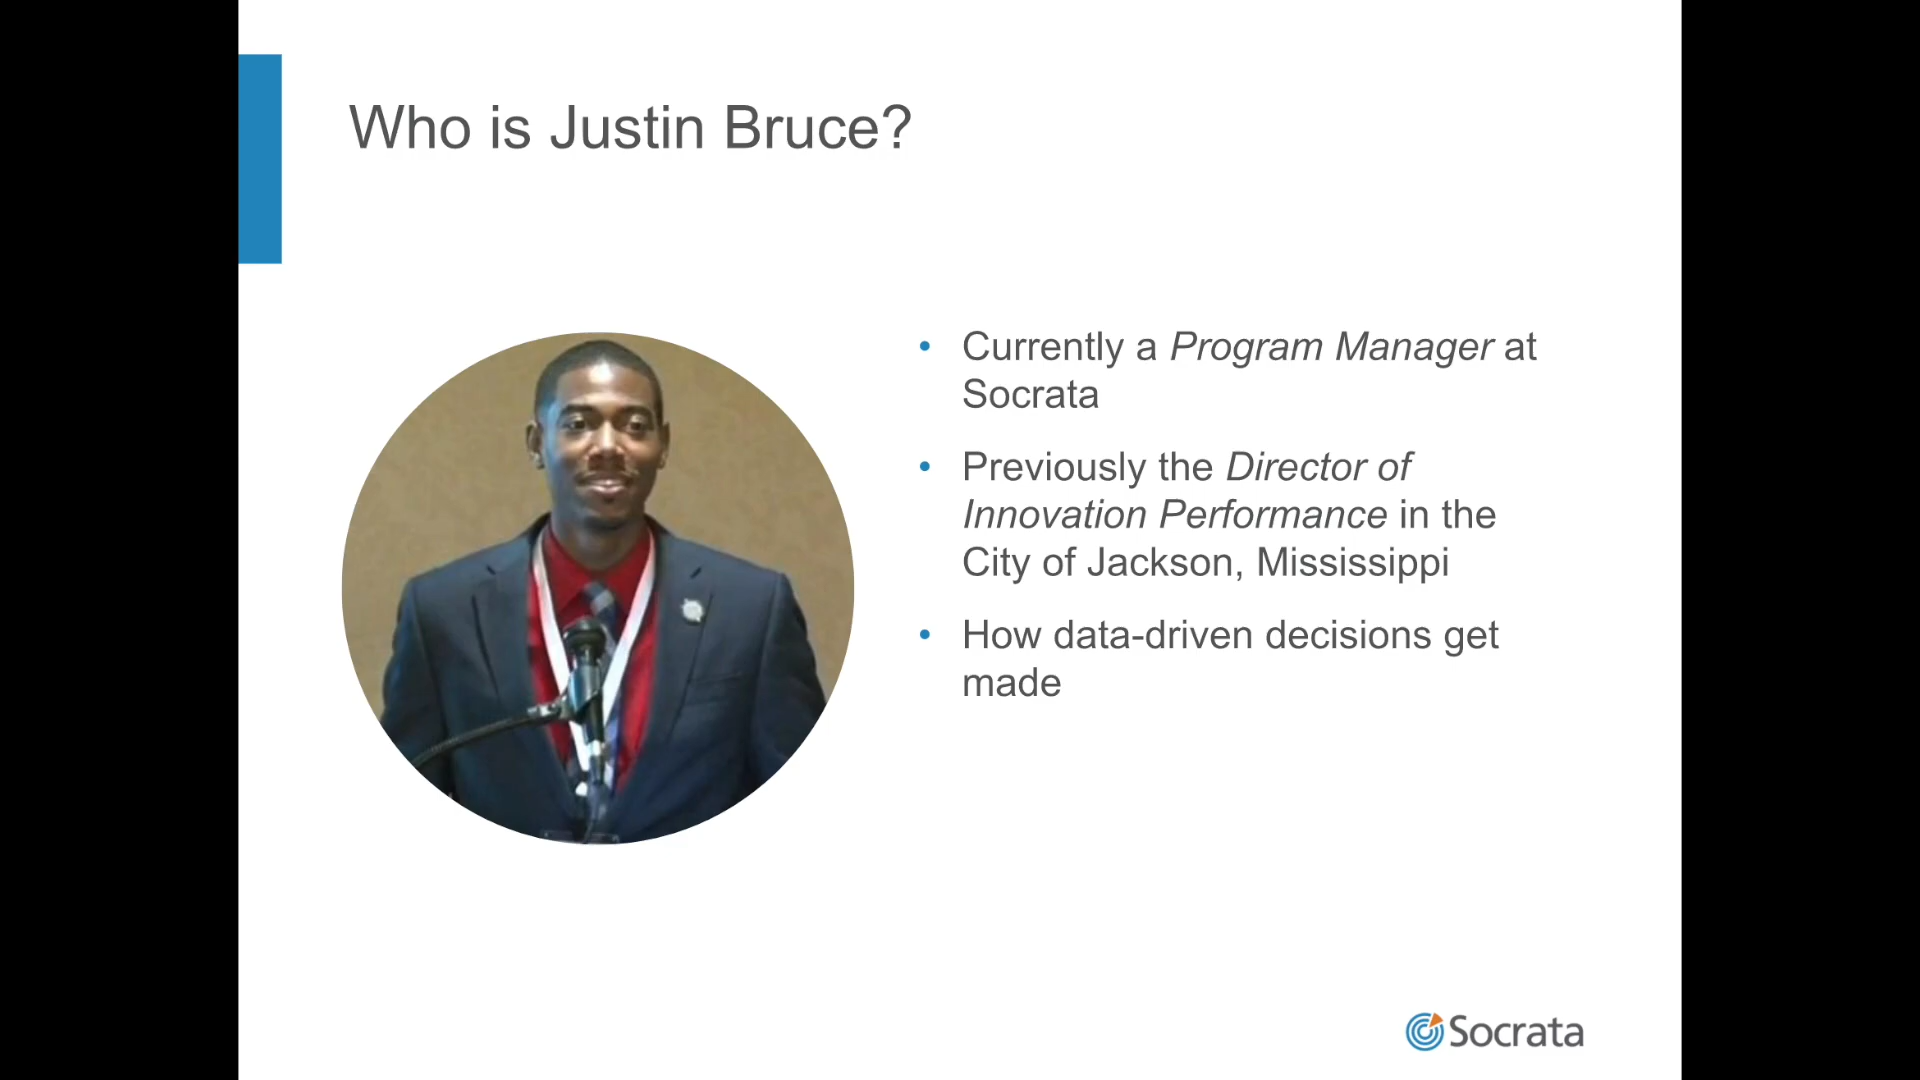 Who is Justin Bruce?
• Currently a Program Manager at
Socrata
• Previously the Director of
Innovation Performance in the
City of Jackson, Mississippi
• How data-driven decisions get
made
Socrata